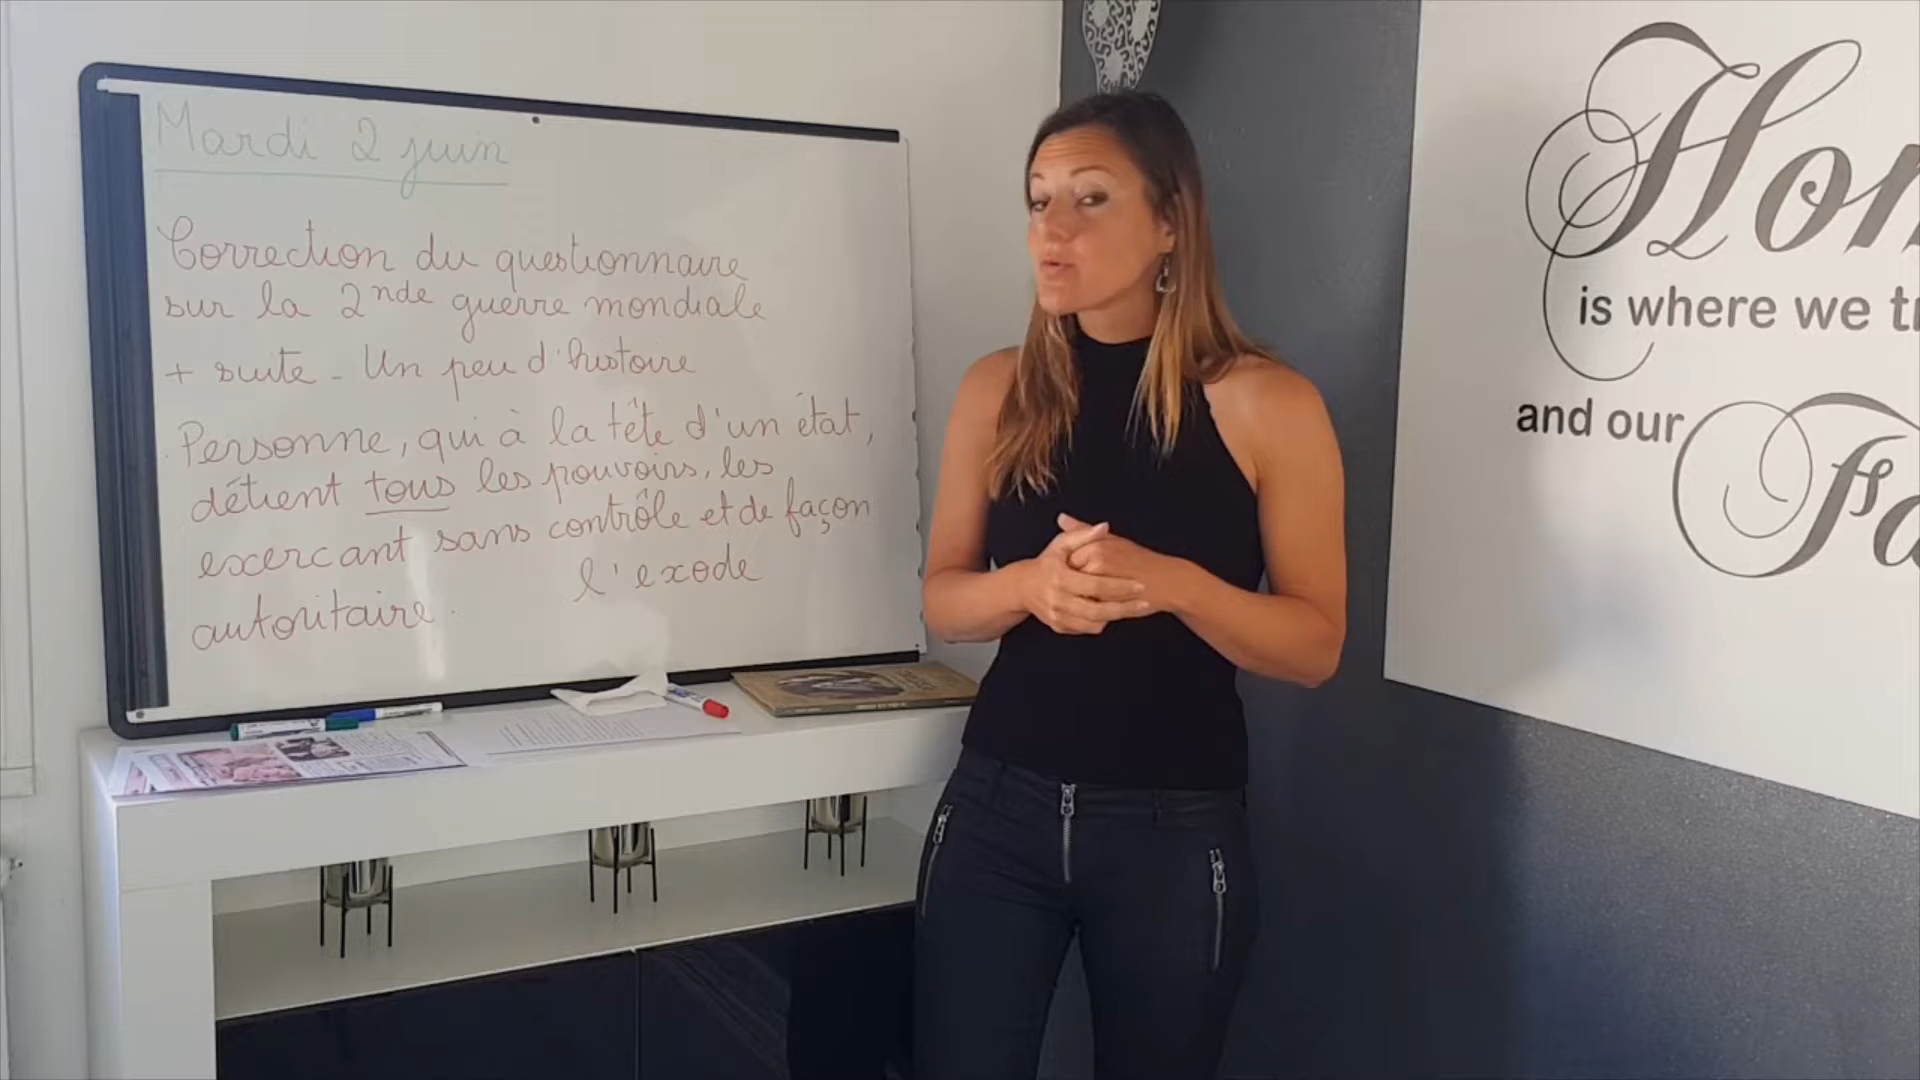 Mardi 2 juin
Correction du questionnaire
sur la 2nde guerre mondiale
+ suite - Un peu d'histoire
Personne, qui à la tête d'un état,
détient tous les pouvoirs, les
exercant sans contrôle et de façon
autoritaire.
l'exode
is where we
and our